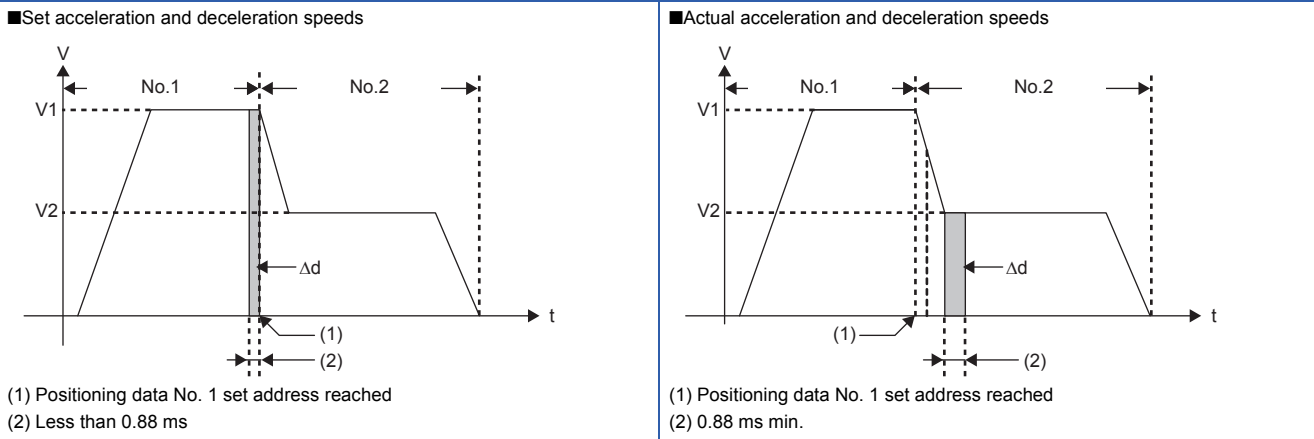 ■Set acceleration and deceleration speeds
V
No.1
No.2
V1
V2
Δd
t
(1)
(2)
(1) Positioning data No. 1 set address reached
(2) Less than 0.88 ms
■Actual acceleration and deceleration speeds
V
No.1
No.2
V1
V2
Δd
t
(1)
(2)
(1) Positioning data No. 1 set address reached
(2) 0.88 ms min.